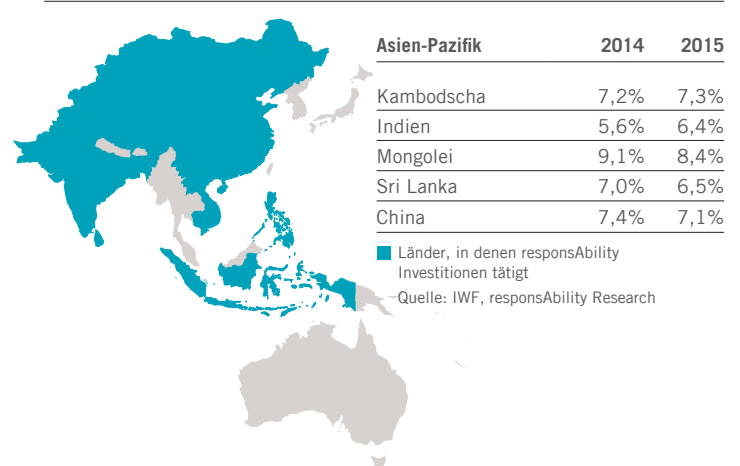 Asien-Pazifik 2014 2015
Kambodscha 7,2% 7,3%
Indien 5,6% 6,4%
Mongolei 9,1% 8,4%
Sri Lanka 7,0% 6,5%
China 7,4% 7,1%
Länder, in denen responsAbility
Investitionen tätigt
Quelle: IWF, responsAbility Research